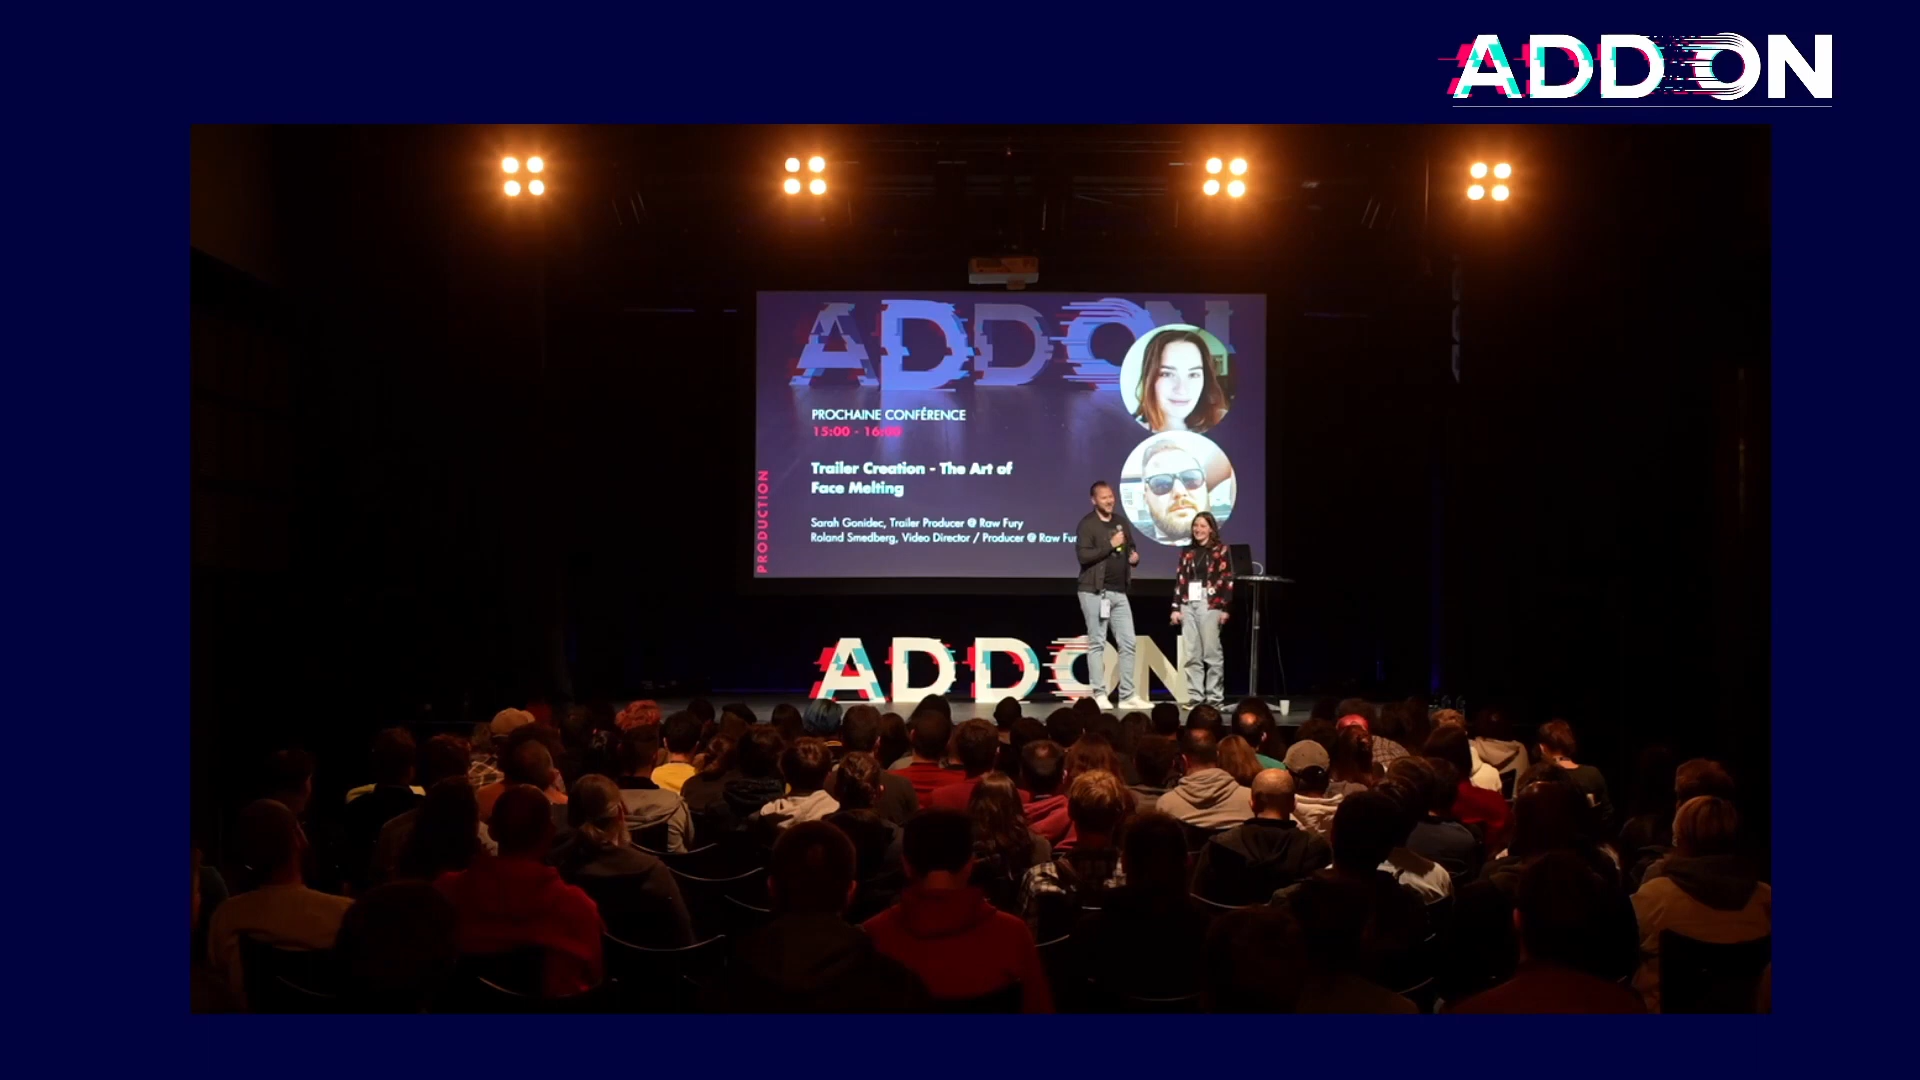 ADDON
ADDON
PROCHAINE CONFÉRENCE
15:00 - 16:00
Trailer Creation - The Art of
Face Melting
Sarah Gonidec, Trailer Producer @ Raw Fury
Roland Smedberg, Video Director / Producer @ Raw Fur
PRODUCTION
ADDON